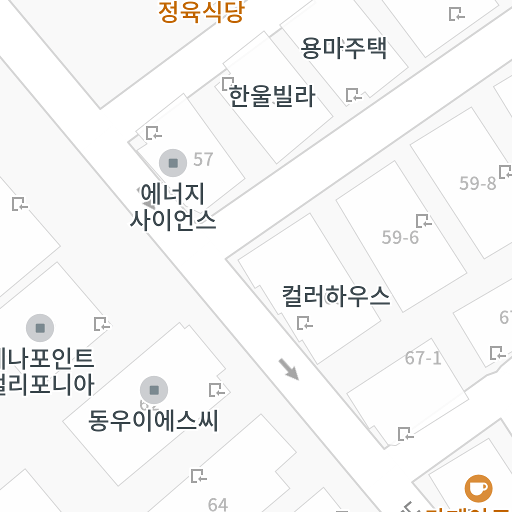 정육식당
용마주택
한울빌라
57
에너지
사이언스
59-8
59-6
컬러하우스
67-1
동우이에스씨
64